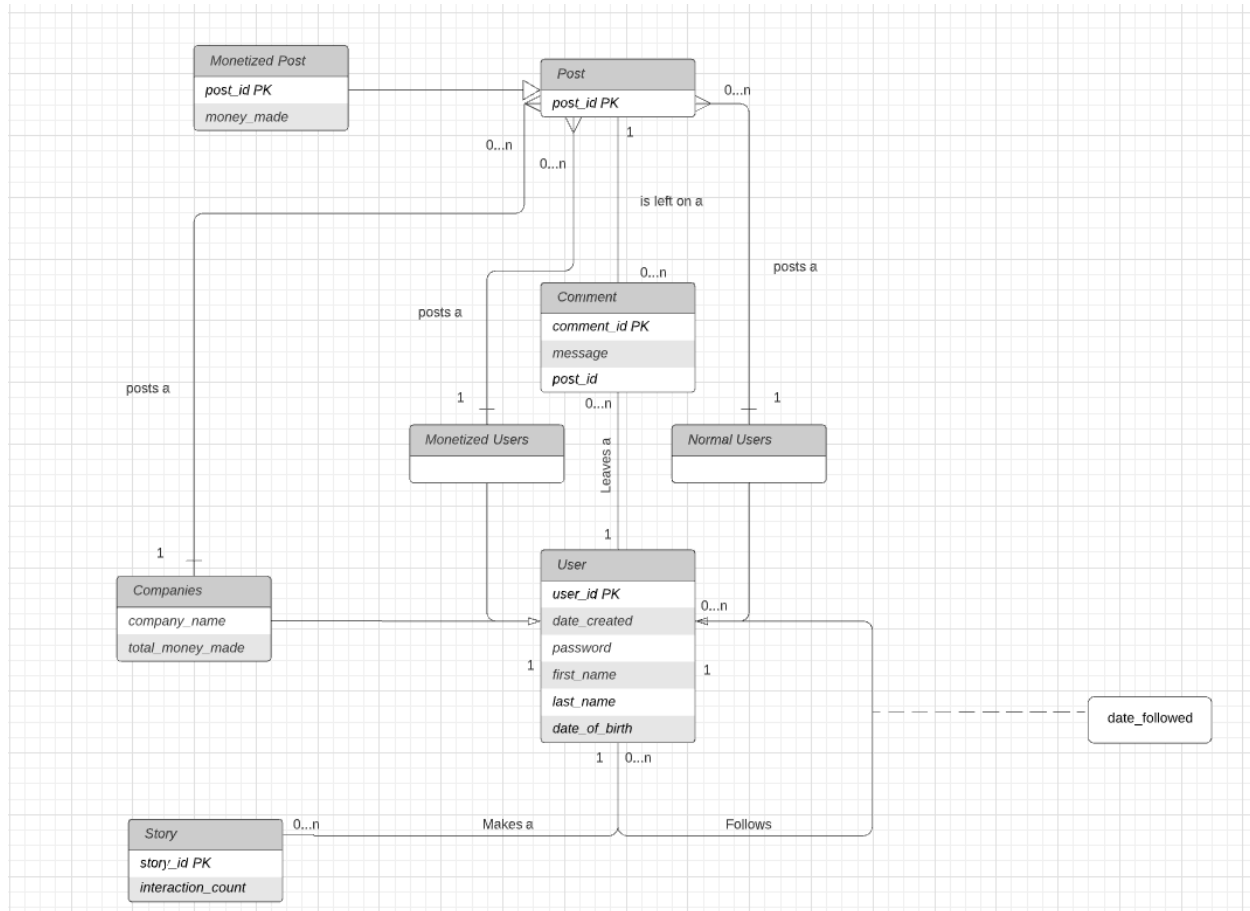 Monetized Post
post_id PK
money_made
Post
post_id PK
0...n
1
0...n
0...n
is left on a
posts a
0...n
Comment
comment_id PK
message
post_id
0...n
posts a
posts a
1
1
Monetized Users
Normal Users
Leaves a
1
1
Companies
company_name
total_money_made
User
user_id PK
date_created
password
first_name
last_name
date_of_birth
0...n
1
1
date_followed
1
0...n
0...n
Makes a
Follows
Story
story_id PK
interaction_count